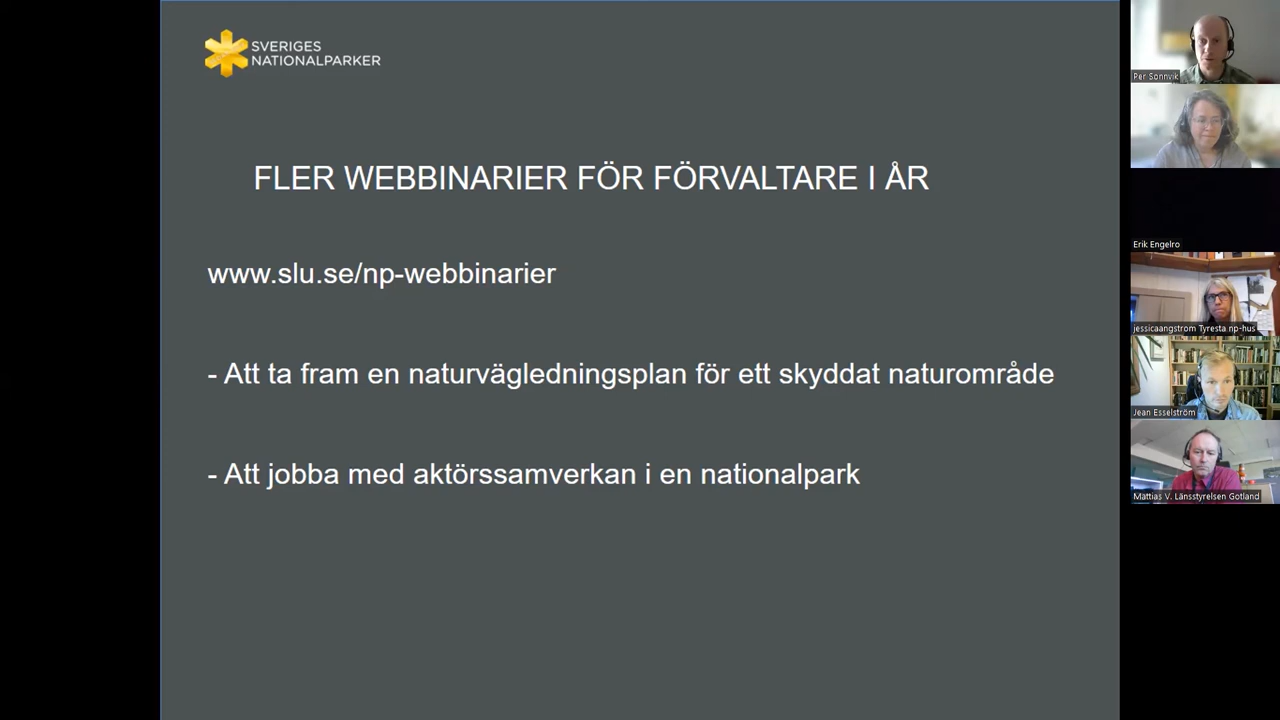 SVERIGES
NATIONALPARKER
FLER WEBBINARIER FÖR FÖRVALTARE I ÅR
www.slu.se/np-webbinarier
- Att ta fram en naturvägledningsplan för ett skyddat naturområde
- Att jobba med aktörssamverkan i en nationalpark
Per Sonnvik
Erik Engelro
jessicaangstrom Tyresta np-hus
Jean Esselström
Mattias V. Länsstyrelsen Gotland